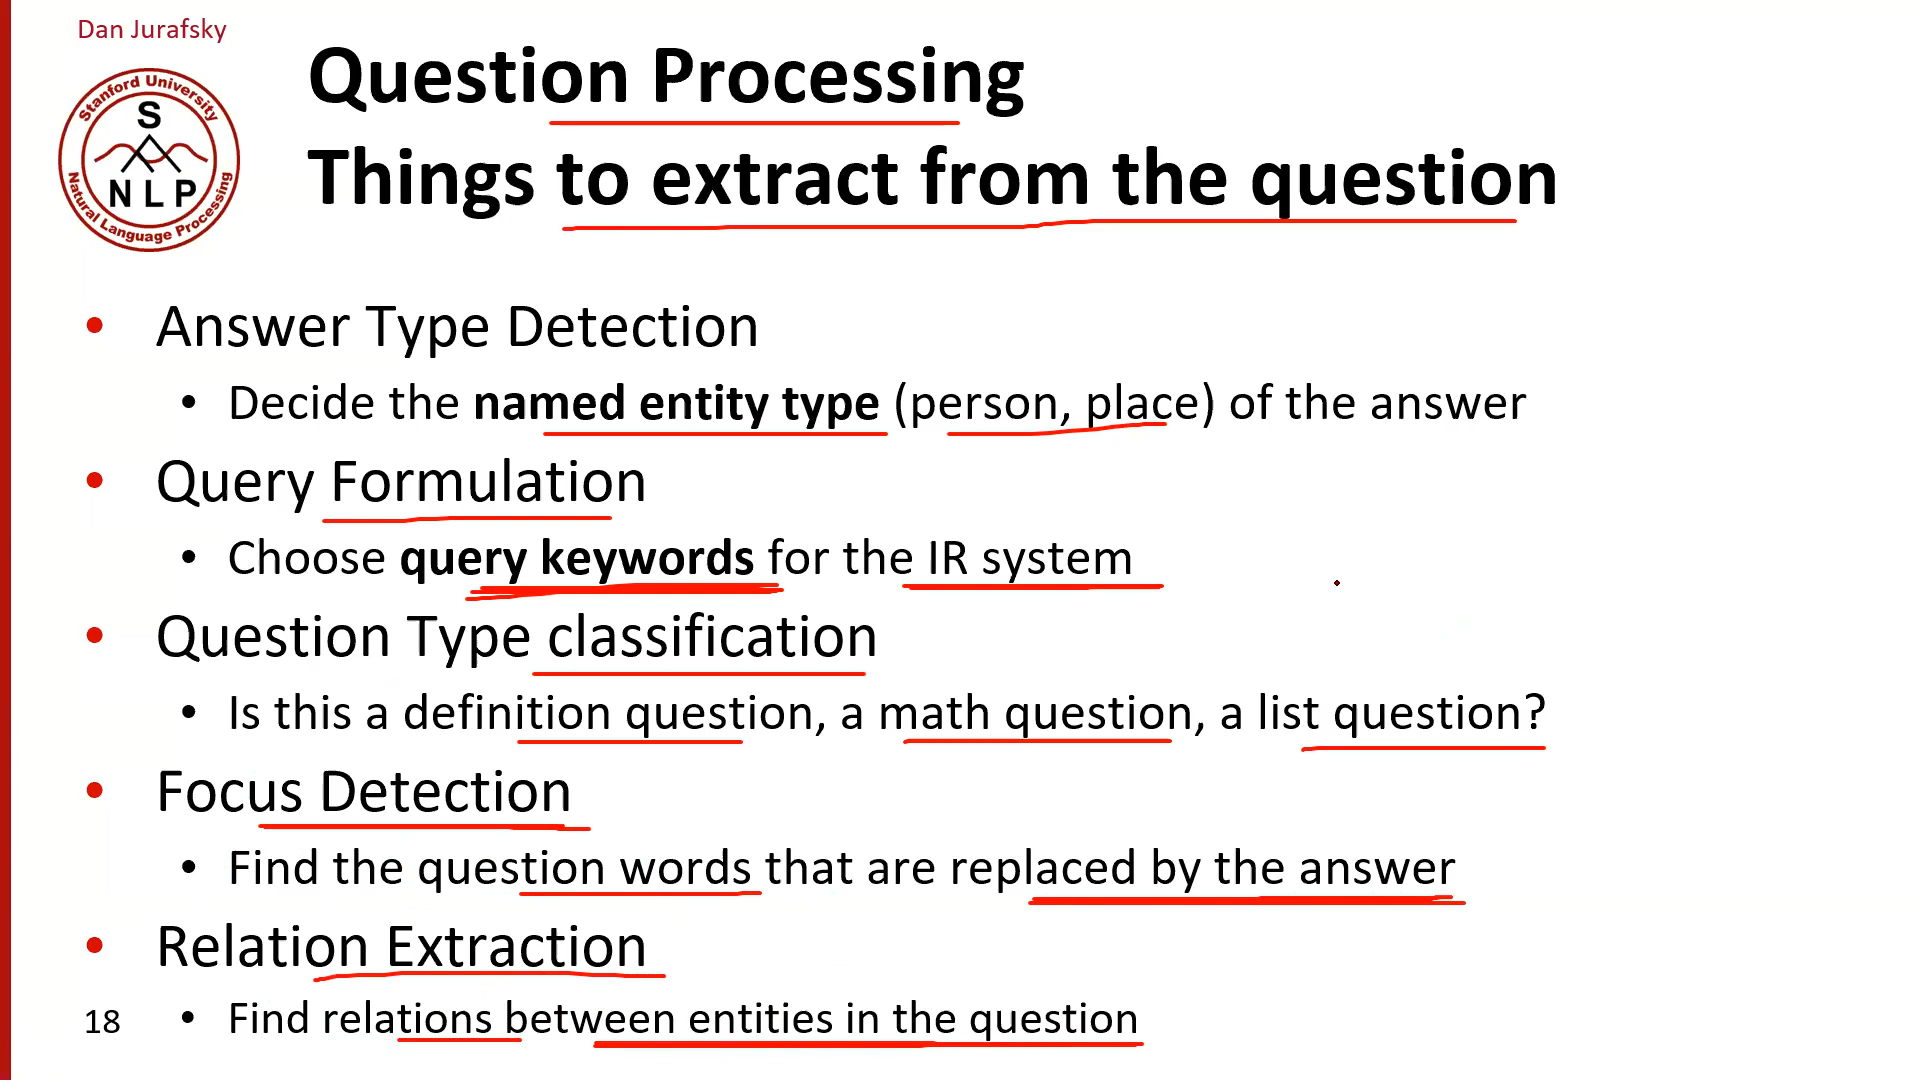 Dan Jurafsky
Stanford University
S
NLP
Natural Language Processing
Question Processing
Things to extract from the question
• Answer Type Detection
• Decide the named entity type (person, place) of the answer
• Query Formulation
• Choose query keywords for the IR system
• Question Type classification
• Is this a definition question, a math question, a list question?
• Focus Detection
• Find the question words that are replaced by the answer
• Relation Extraction
• Find relations between entities in the question
18